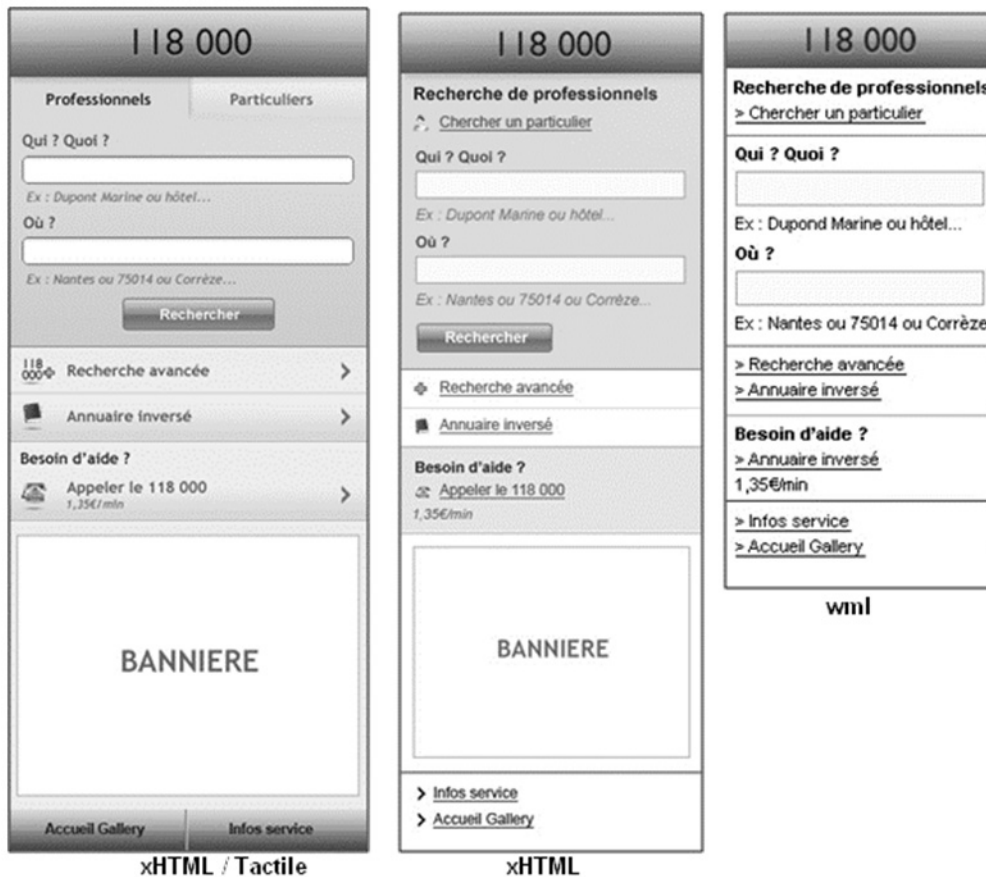 118 000
Professionnels Particuliers
Qui ? Quoi ?
Ex : Dupont Marine ou hôtel...
Où ?
Ex : Nantes ou 75014 ou Corrèze...
Rechercher
118 000 Recherche avancée
Annuaire inversé
Besoin d'aide ?
Appeler le 118 000
1,35€/min
BANNIERE
Accueil Gallery Infos service
xHTML / Tactile
118 000
Recherche de professionnels
Chercher un particulier
Qui ? Quoi ?
Ex : Dupont Marine ou hôtel...
Où ?
Ex : Nantes ou 75014 ou Corrèze...
Rechercher
Recherche avancée
Annuaire inversé
Besoin d'aide ?
Appeler le 118 000
1,35€/min
BANNIERE
> Infos service
> Accueil Gallery
xHTML
118 000
Recherche de professionnels
> Chercher un particulier
Qui ? Quoi ?
Ex : Dupond Marine ou hôtel...
Où ?
Ex : Nantes ou 75014 ou Corrèze
> Recherche avancée
> Annuaire inversé
Besoin d'aide ?
> Annuaire inversé
1,35€/min
> Infos service
> Accueil Gallery
wml